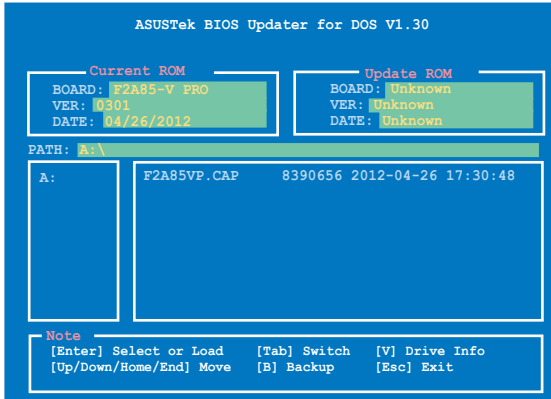 ASUSTek BIOS Updater for DOS V1.30
Current ROM
BOARD: F2A85-V PRO
VER: 0301
DATE: 04/26/2012
Update ROM
BOARD: Unknown
VER: Unknown
DATE: Unknown
PATH: A:\
A:
F2A85VP.CAP 8390656 2012-04-26 17:30:48
Note
[Enter] Select or Load [Tab] Switch [V] Drive Info
[Up/Down/Home/End] Move [B] Backup [Esc] Exit